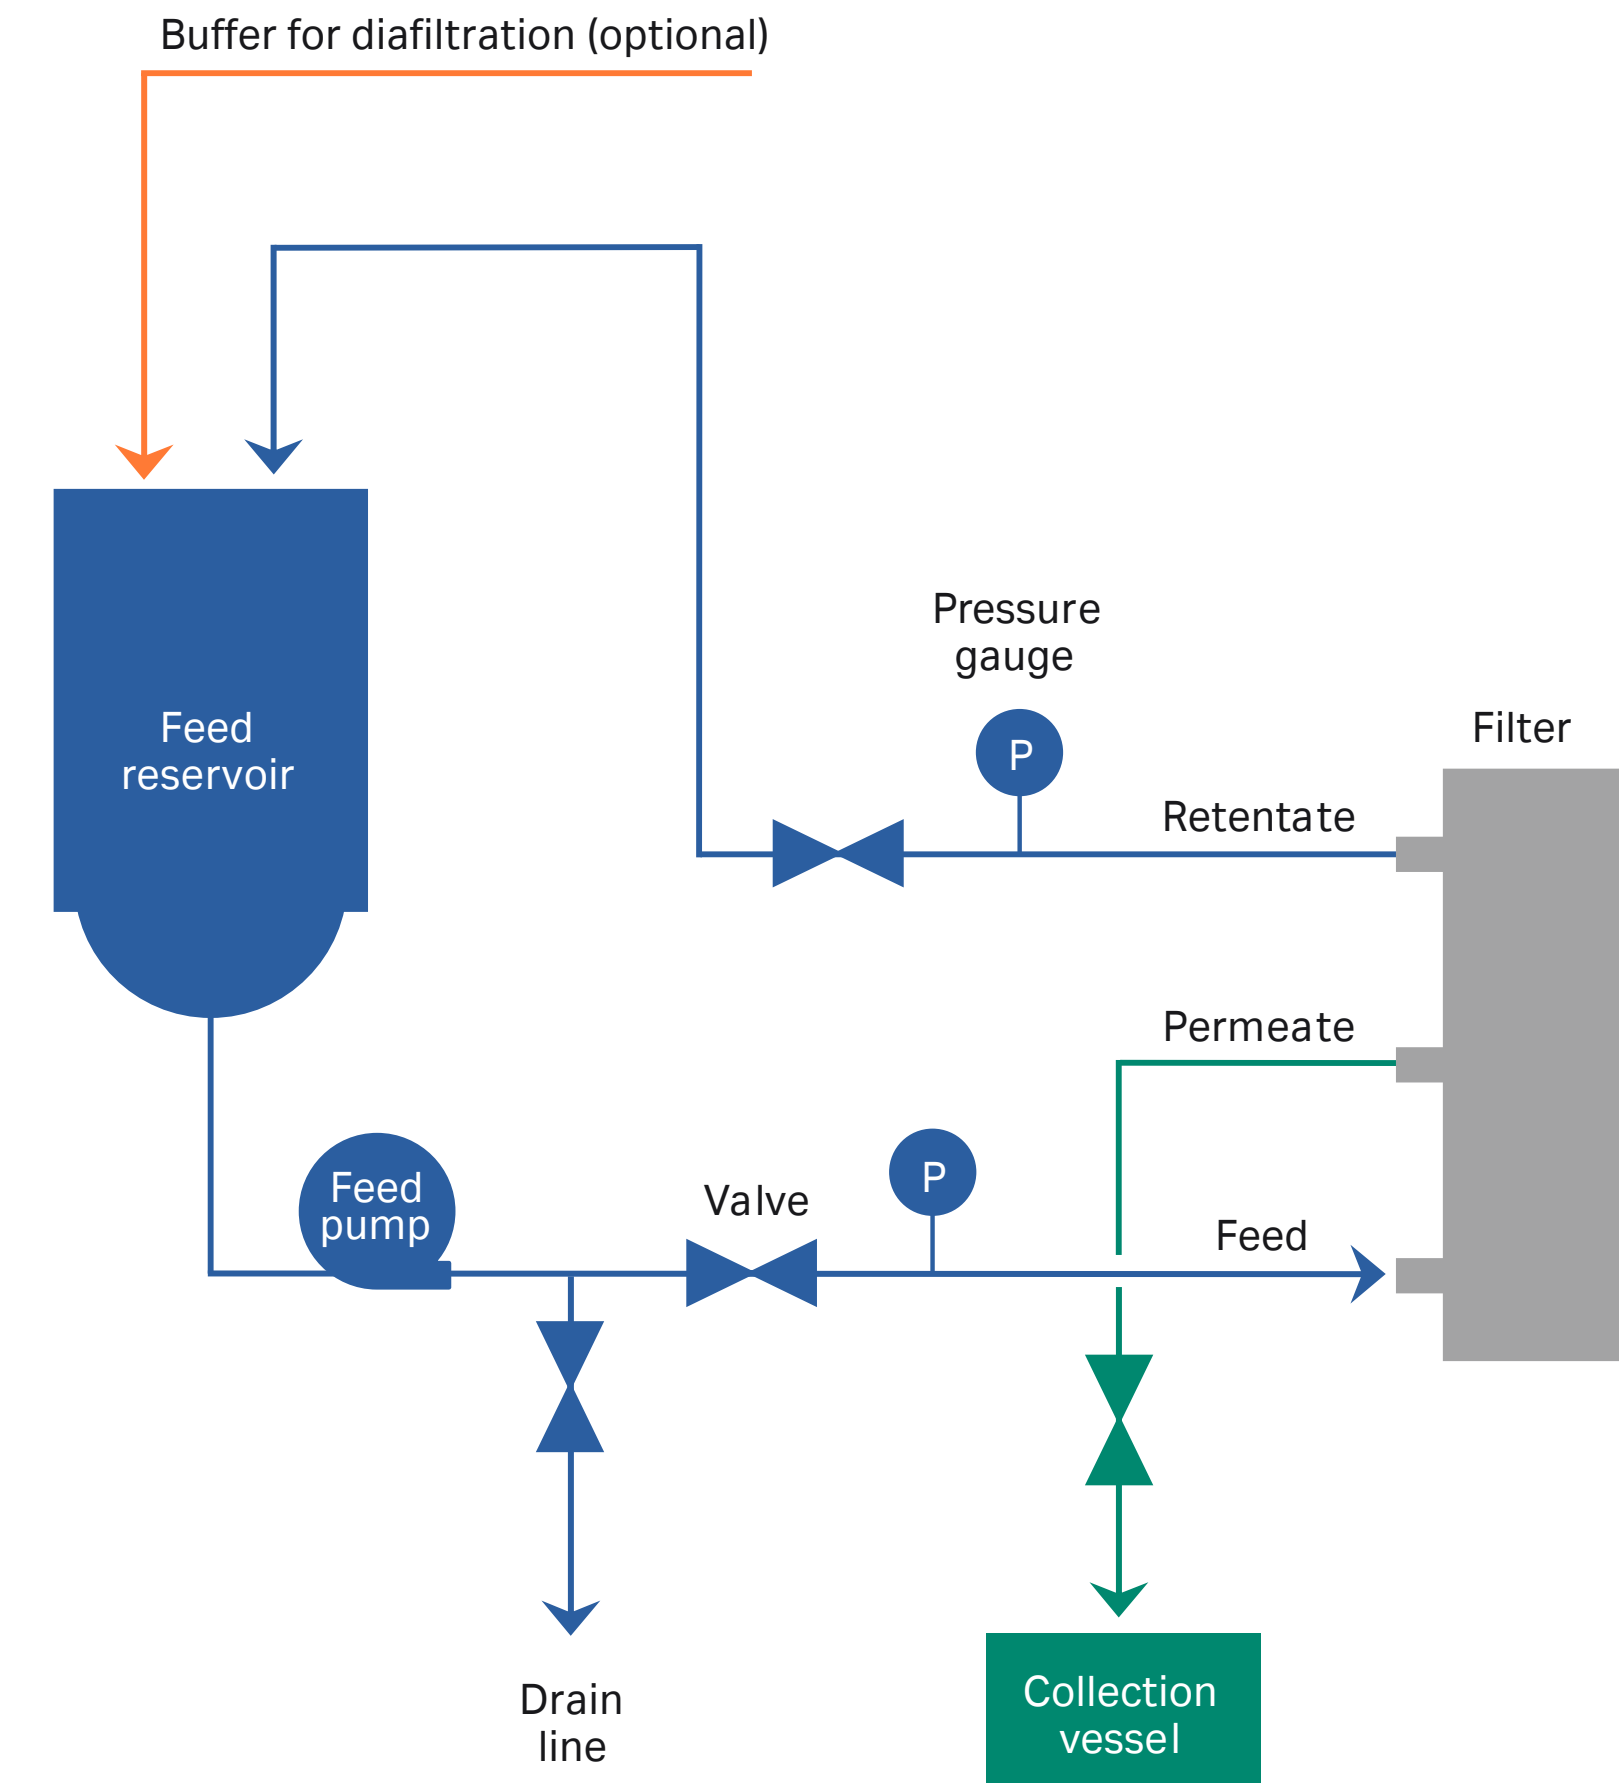 Buffer for diafiltration (optional)
Pressure
gauge
Feed
reservoir
Filter
P
Retentate
Permeate
Feed
pump
Valve
P
Feed
Drain
line
Collection
vessel